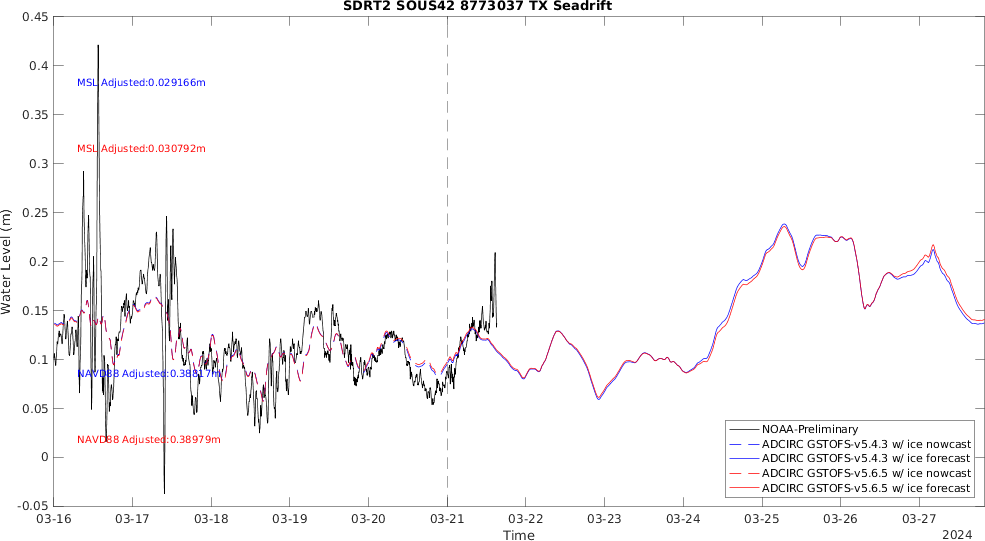 SDRT2 SOUS42 8773037 TX Seadrift
0.45
0.4
0.35
0.3
0.25
0.2
0.15
0.1
0.05
0
-0.05
Water Level (m)
MSL Adjusted:0.029166m
MSL Adjusted:0.030792m
NAVD88 Adjusted:0.38817m
NAVD88 Adjusted:0.38979m
NOAA-Preliminary
ADCIRC GSTOFS-v5.4.3 w/ ice nowcast
ADCIRC GSTOFS-v5.4.3 w/ ice forecast
ADCIRC GSTOFS-v5.6.5 w/ ice nowcast
ADCIRC GSTOFS-v5.6.5 w/ ice forecast
03-16 03-17 03-18 03-19 03-20 03-21 03-22 03-23 03-24 03-25 03-26 03-27
Time
2024